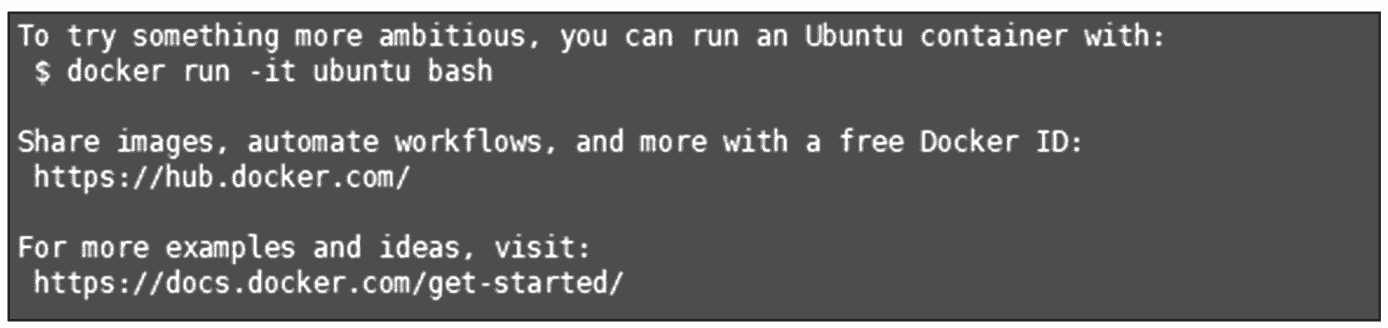 To try something more ambitious, you can run an Ubuntu container with:
$ docker run -it ubuntu bash
Share images, automate workflows, and more with a free Docker ID:
https://hub.docker.com/
For more examples and ideas, visit:
https://docs.docker.com/get-started/